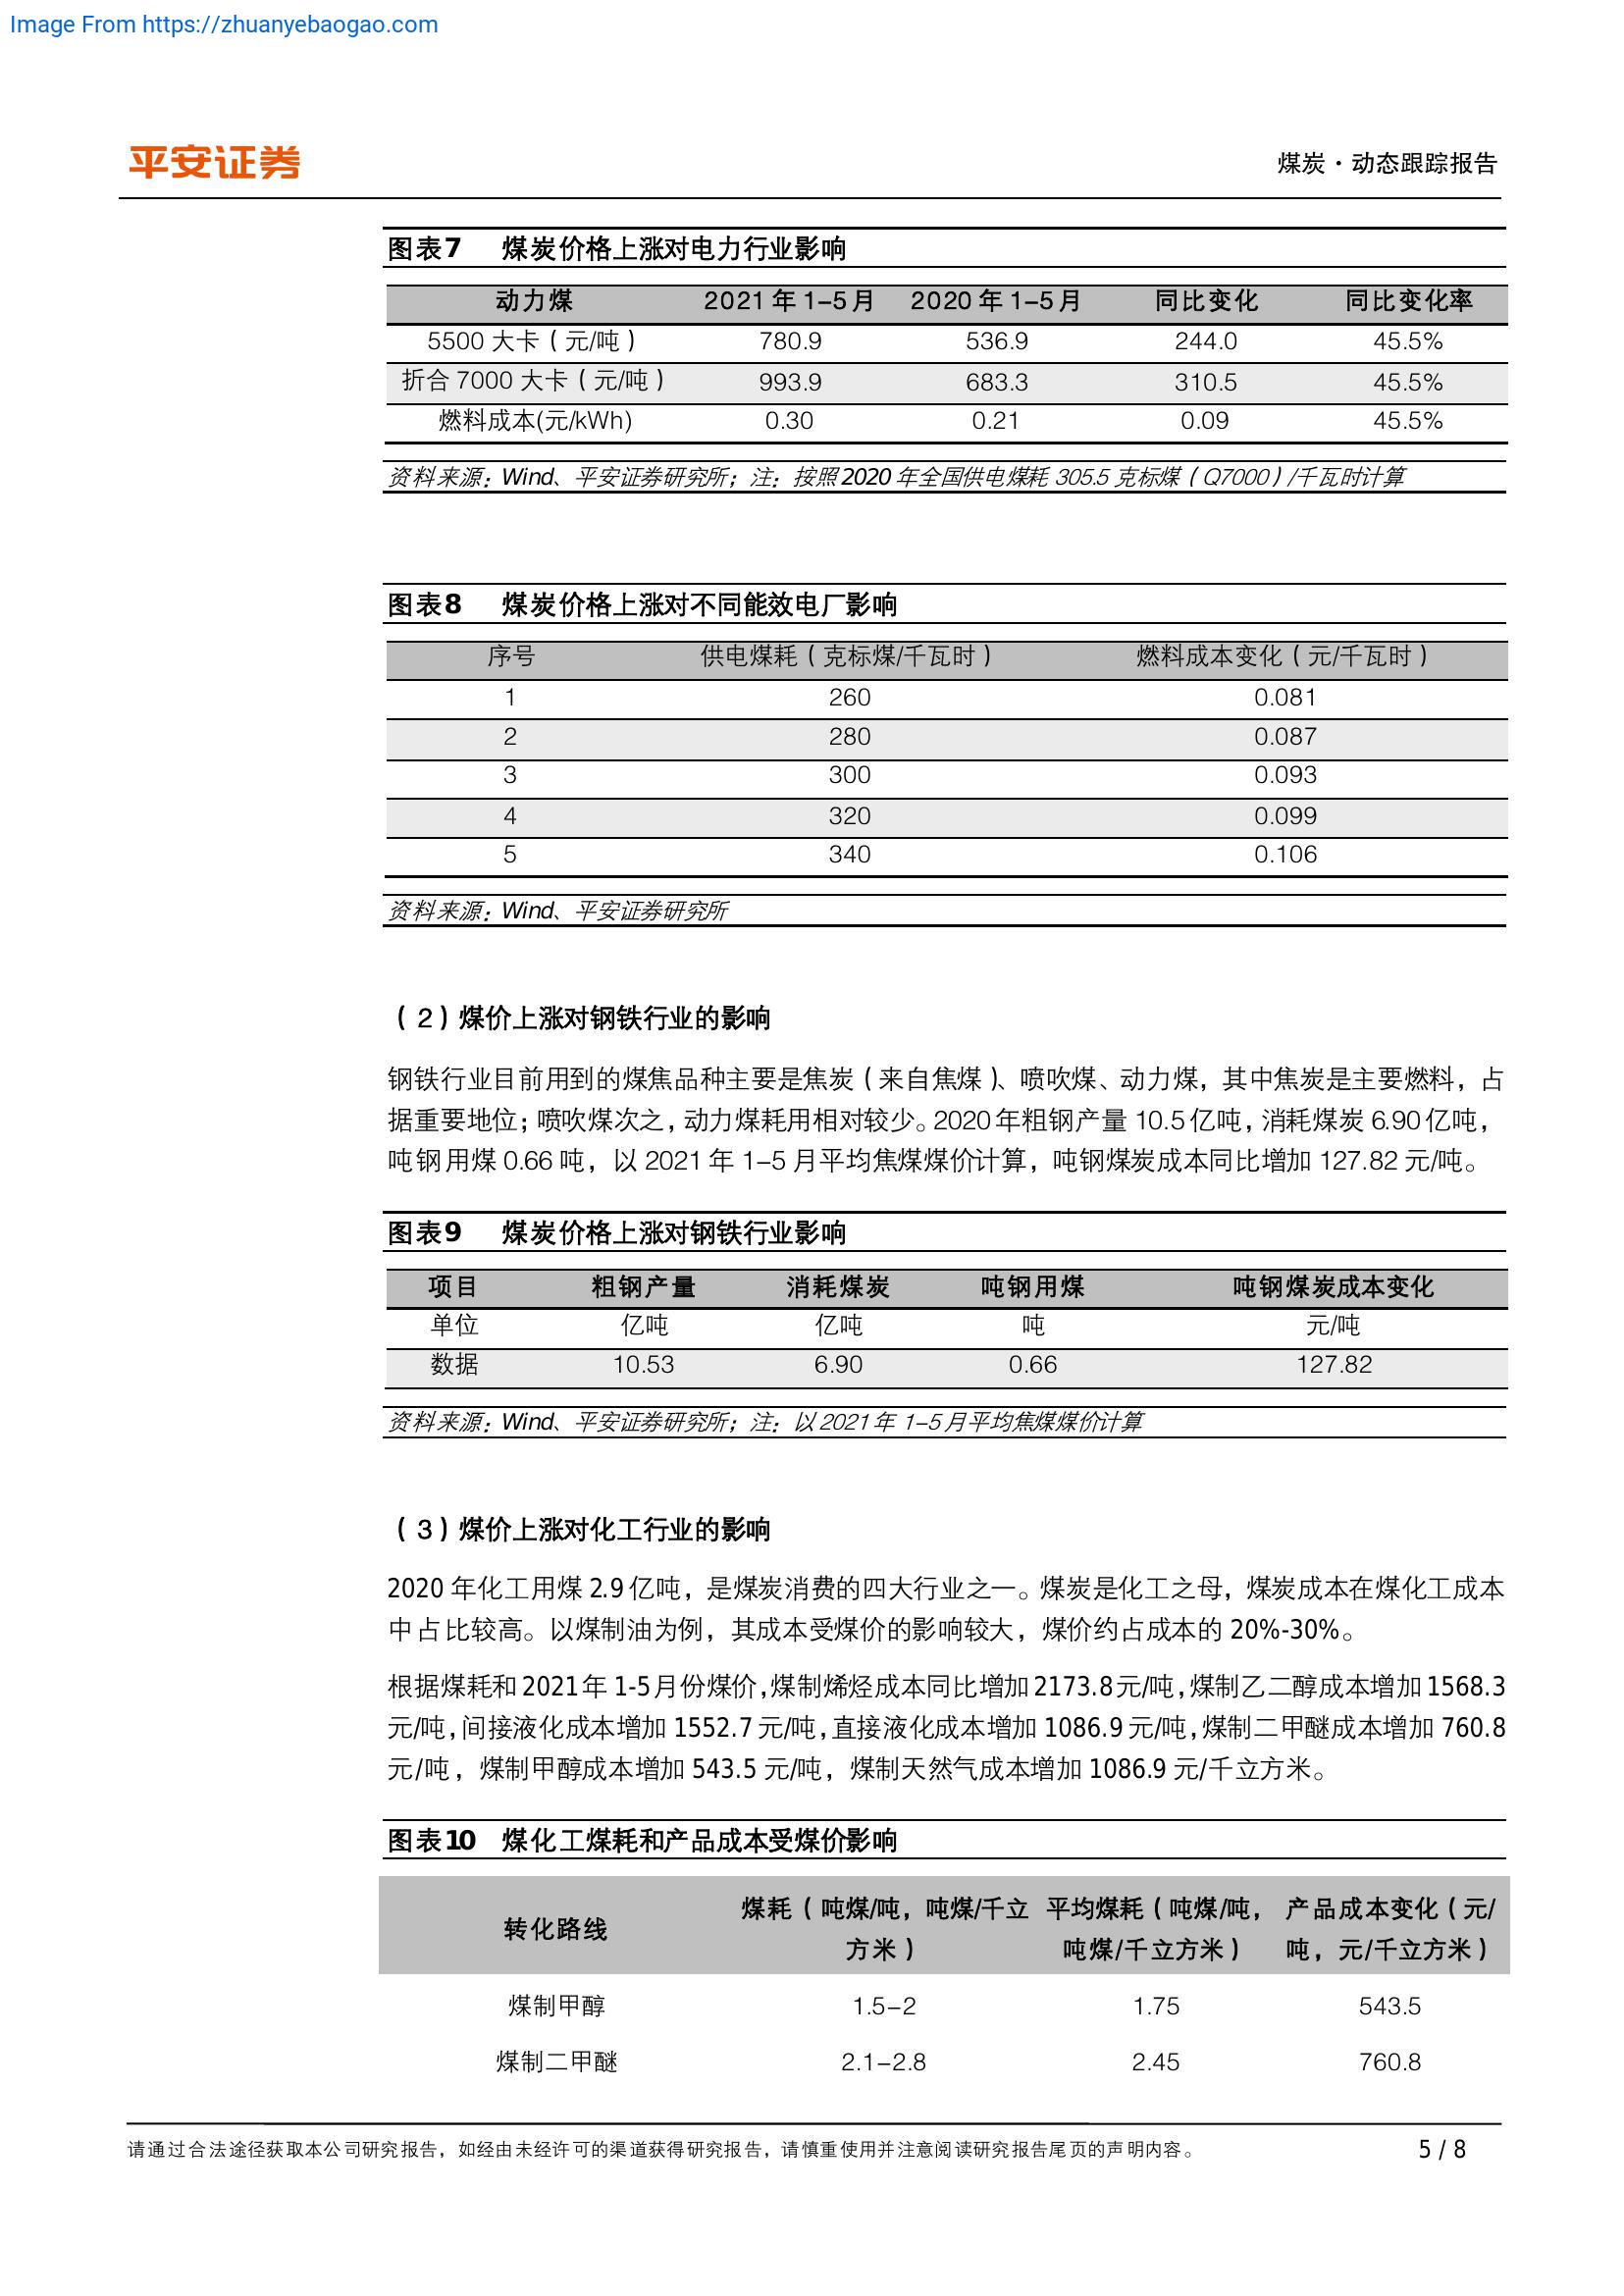 Image From https://zhuanyebaogao.com
平安证券
煤炭·动态跟踪报告
图表7 煤炭价格上涨对电力行业影响
动力煤 2021年1–5月 2020年1–5月 同比变化 同比变化率
5500大卡（元/吨） 780.9 536.9 244.0 45.5%
折合7000大卡（元/吨） 993.9 683.3 310.5 45.5%
燃料成本(元/kWh) 0.30 0.21 0.09 45.5%
资料来源：Wind、平安证券研究所；注：按照2020年全国供电煤耗305.5克标煤（Q7000）/千瓦时计算
图表8 煤炭价格上涨对不同能效电厂影响
序号 供电煤耗（克标煤/千瓦时） 燃料成本变化（元/千瓦时）
1 260 0.081
2 280 0.087
3 300 0.093
4 320 0.099
5 340 0.106
资料来源：Wind、平安证券研究所
（2）煤价上涨对钢铁行业的影响
钢铁行业目前用到的煤焦品种主要是焦炭（来自焦煤）、喷吹煤、动力煤，其中焦炭是主要燃料，占
据重要地位；喷吹煤次之，动力煤耗用相对较少。2020年粗钢产量10.5亿吨，消耗煤炭6.90亿吨，
吨钢用煤0.66吨，以2021年1–5月平均焦煤煤价计算，吨钢煤炭成本同比增加127.82元/吨。
图表9 煤炭价格上涨对钢铁行业影响
项目 粗钢产量 消耗煤炭 吨钢用煤 吨钢煤炭成本变化
单位 亿吨 亿吨 吨 元/吨
数据 10.53 6.90 0.66 127.82
资料来源：Wind、平安证券研究所；注：以2021年1–5月平均焦煤煤价计算
（3）煤价上涨对化工行业的影响
2020年化工用煤2.9亿吨，是煤炭消费的四大行业之一。煤炭是化工之母，煤炭成本在煤化工成本
中占比较高。以煤制油为例，其成本受煤价的影响较大，煤价约占成本的20%-30%。
根据煤耗和2021年1-5月份煤价，煤制烯烃成本同比增加2173.8元/吨，煤制乙二醇成本增加1568.3
元/吨，间接液化成本增加1552.7元/吨，直接液化成本增加1086.9元/吨，煤制二甲醚成本增加760.8
元/吨，煤制甲醇成本增加543.5元/吨，煤制天然气成本增加1086.9元/千立方米。
图表10 煤化工煤耗和产品成本受煤价影响
转化路线 煤耗（吨煤/吨，吨煤/千立方米） 平均煤耗（吨煤/吨，吨煤/千立方米） 产品成本变化（元/吨，元/千立方米）
煤制甲醇 1.5–2 1.75 543.5
煤制二甲醚 2.1–2.8 2.45 760.8
请通过合法途径获取本公司研究报告，如经由未经许可的渠道获得研究报告，请慎重使用并注意阅读研究报告尾页的声明内容。
5 / 8